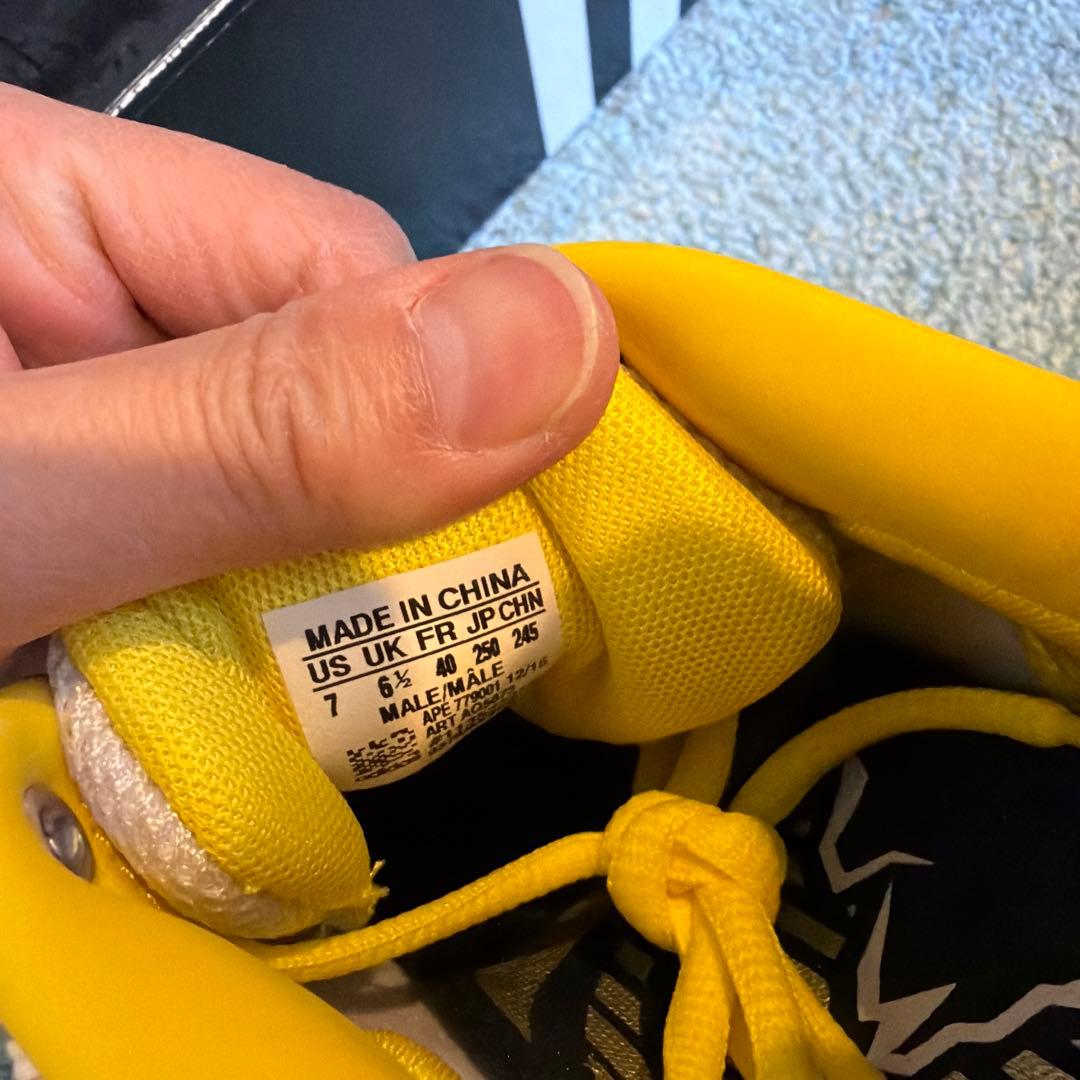 MADE IN CHINA
US UK FR JP CHN
7 6½ 40 250 245
MALE/MÂLE
APE 779001 12/16
ART